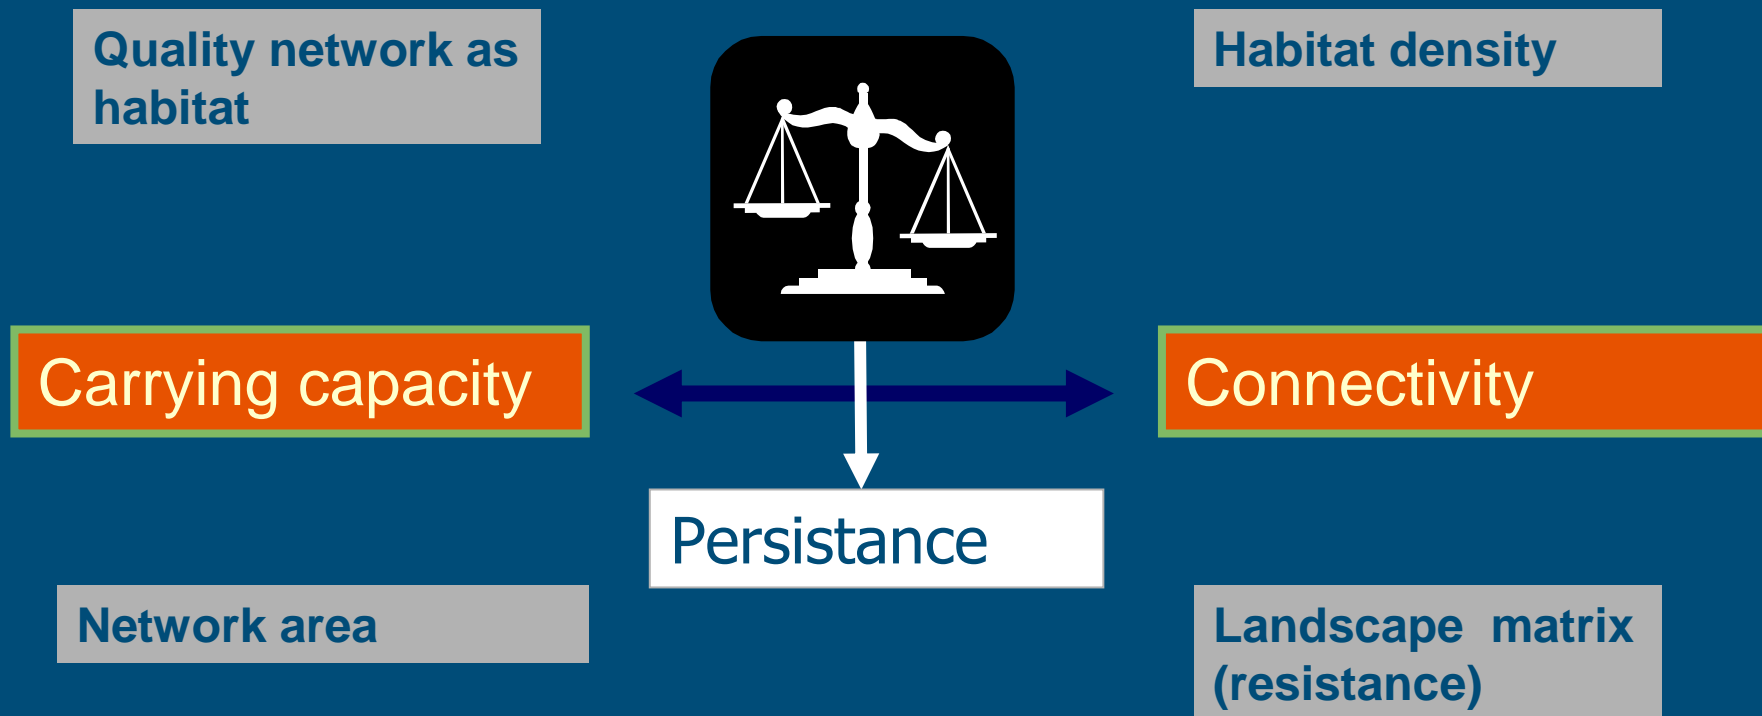 Quality network as
habitat
Habitat density
Carrying capacity
Connectivity
Persistance
Network area
Landscape matrix
(resistance)